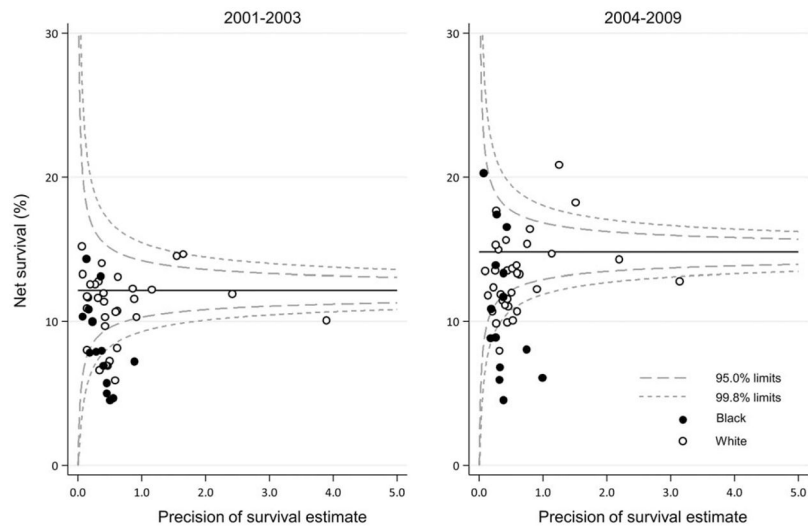 2001-2003
2004-2009
Net survival (%)
30
20
10
0
30
20
10
0
95.0% limits
99.8% limits
Black
White
0.0 1.0 2.0 3.0 4.0 5.0
0.0 1.0 2.0 3.0 4.0 5.0
Precision of survival estimate
Precision of survival estimate